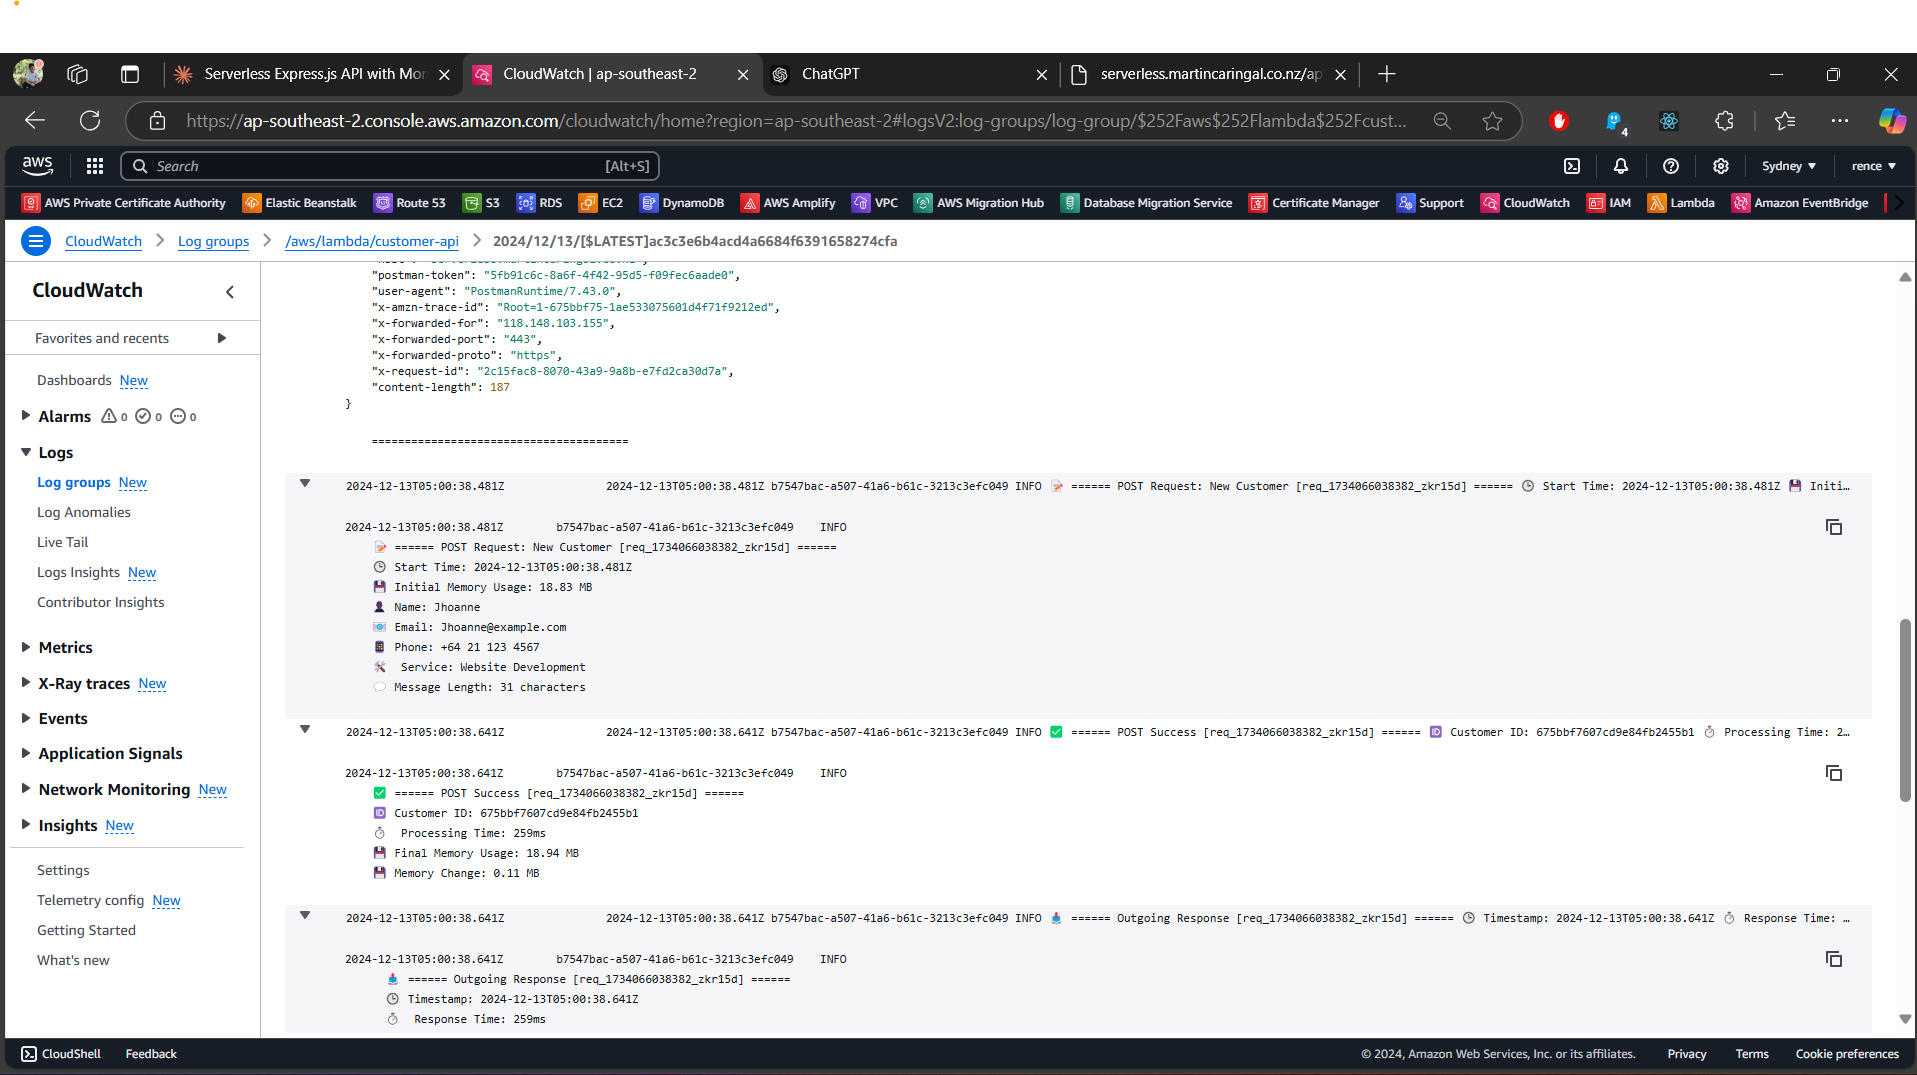 Serverless Express.js API with Mon
CloudWatch | ap-southeast-2
ChatGPT
serverless.martincaringal.co.nz/ap
https://ap-southeast-2.console.aws.amazon.com/cloudwatch/home?region=ap-southeast-2#logsV2:log-groups/log-group/$252Faws$252Flambda$252Fcust...
4
aws
Search
[Alt+S]
Sydney
rence
AWS Private Certificate Authority
Elastic Beanstalk
Route 53
S3
RDS
EC2
DynamoDB
AWS Amplify
VPC
AWS Migration Hub
Database Migration Service
Certificate Manager
Support
CloudWatch
IAM
Lambda
Amazon EventBridge
CloudWatch
Log groups
/aws/lambda/customer-api
2024/12/13/[$LATEST]ac3c3e6b4acd4a6684f6391658274cfa
CloudWatch
Favorites and recents
Dashboards New
Alarms 0 0 0
Logs
Log groups New
Log Anomalies
Live Tail
Logs Insights New
Contributor Insights
Metrics
X-Ray traces New
Events
Application Signals
Network Monitoring New
Insights New
Settings
Telemetry config New
Getting Started
What's new
"postman-token": "5fb91c6c-8a6f-4f42-95d5-f09fec6aade0",
"user-agent": "PostmanRuntime/7.43.0",
"x-amzn-trace-id": "Root=1-675bbf75-1ae533075601d4f71f9212ed",
"x-forwarded-for": "118.148.103.155",
"x-forwarded-port": "443",
"x-forwarded-proto": "https",
"x-request-id": "2c15fac8-8070-43a9-9a8b-e7fd2ca30d7a",
"content-length": 187
}
=======================================
2024-12-13T05:00:38.481Z 2024-12-13T05:00:38.481Z b7547bac-a507-41a6-b61c-3213c3efc049 INFO 📝 ====== POST Request: New Customer [req_1734066038382_zkr15d] ====== 🕒 Start Time: 2024-12-13T05:00:38.481Z 💾 Initi…
2024-12-13T05:00:38.481Z b7547bac-a507-41a6-b61c-3213c3efc049 INFO
📝 ====== POST Request: New Customer [req_1734066038382_zkr15d] ======
🕒 Start Time: 2024-12-13T05:00:38.481Z
💾 Initial Memory Usage: 18.83 MB
👤 Name: Jhoanne
📧 Email: Jhoanne@example.com
📱 Phone: +64 21 123 4567
🛠️ Service: Website Development
💬 Message Length: 31 characters
2024-12-13T05:00:38.641Z 2024-12-13T05:00:38.641Z b7547bac-a507-41a6-b61c-3213c3efc049 INFO ✅ ====== POST Success [req_1734066038382_zkr15d] ====== 🆔 Customer ID: 675bbf7607cd9e84fb2455b1 ⏱️ Processing Time: 2…
2024-12-13T05:00:38.641Z b7547bac-a507-41a6-b61c-3213c3efc049 INFO
✅ ====== POST Success [req_1734066038382_zkr15d] ======
🆔 Customer ID: 675bbf7607cd9e84fb2455b1
⏱️ Processing Time: 259ms
💾 Final Memory Usage: 18.94 MB
💾 Memory Change: 0.11 MB
2024-12-13T05:00:38.641Z 2024-12-13T05:00:38.641Z b7547bac-a507-41a6-b61c-3213c3efc049 INFO 📤 ====== Outgoing Response [req_1734066038382_zkr15d] ====== 🕒 Timestamp: 2024-12-13T05:00:38.641Z ⏱️ Response Time: …
2024-12-13T05:00:38.641Z b7547bac-a507-41a6-b61c-3213c3efc049 INFO
📤 ====== Outgoing Response [req_1734066038382_zkr15d] ======
🕒 Timestamp: 2024-12-13T05:00:38.641Z
⏱️ Response Time: 259ms
CloudShell
Feedback
© 2024, Amazon Web Services, Inc. or its affiliates.
Privacy
Terms
Cookie preferences